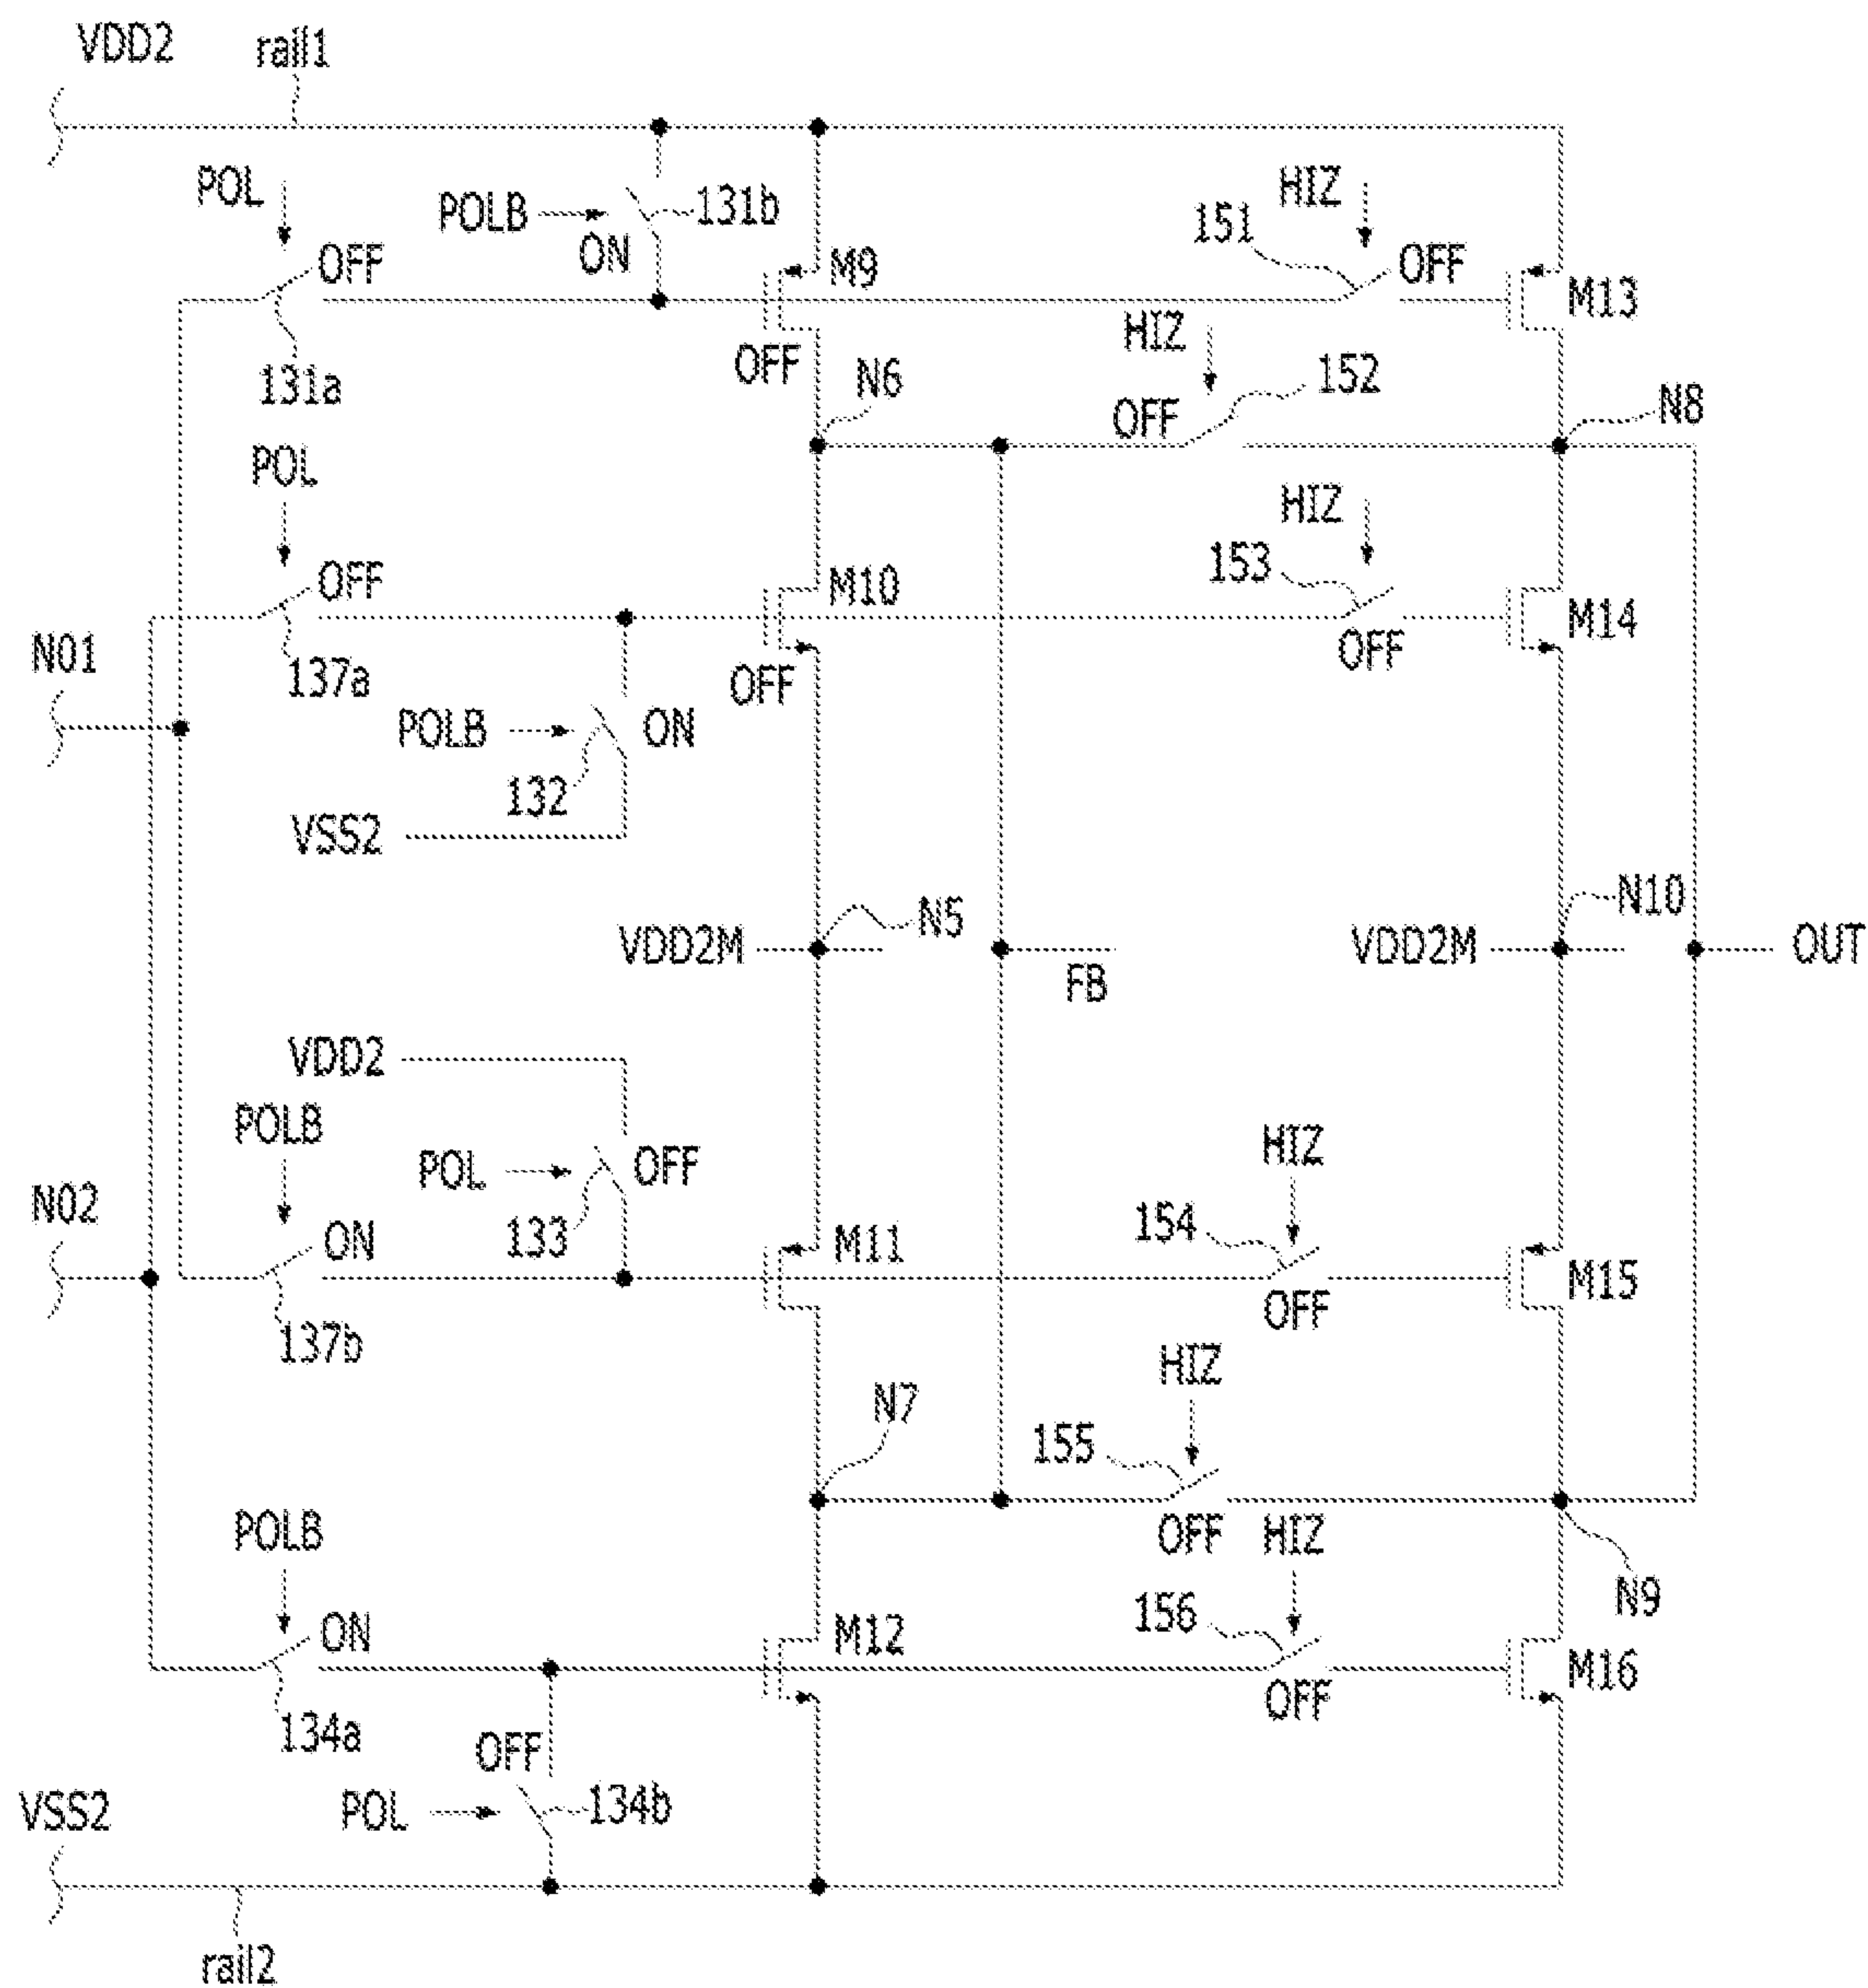 VDD2
rail1
POL
POLB
131b
ON
HIZ
151
OFF
OFF
M9
M13
131a
OFF
HIZ
N6
OFF
152
N8
POL
HIZ
OFF
M10
153
M14
N01
137a
OFF
OFF
POLB
ON
132
VSS2
N5
N10
VDD2M
FB
VDD2M
OUT
VDD2
POLB
POL
OFF
HIZ
N02
ON
133
M11
154
M15
137b
OFF
HIZ
N7
155
POLB
OFF
HIZ
N9
ON
M12
156
M16
134a
OFF
OFF
VSS2
POL
134b
rail2